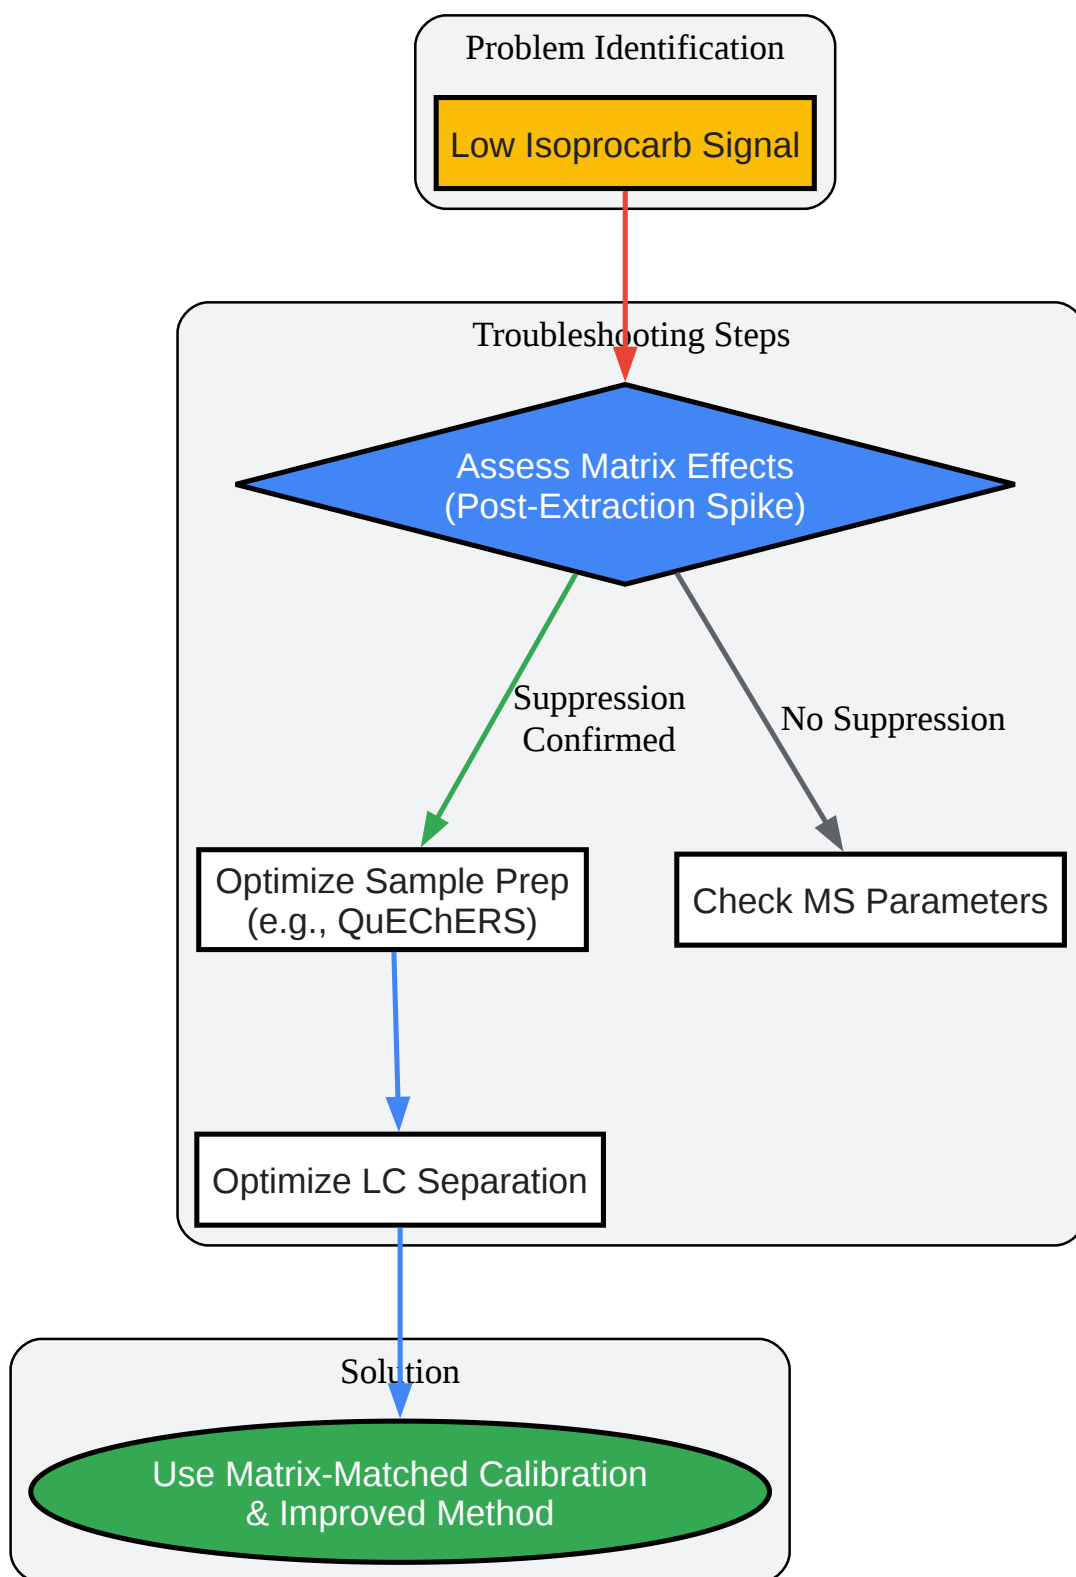 Problem Identification
Low Isoprocarb Signal
Troubleshooting Steps
Assess Matrix Effects
(Post-Extraction Spike)
Suppression
Confirmed
No Suppression
Optimize Sample Prep
(e.g., QuEChERS)
Check MS Parameters
Optimize LC Separation
Solution
Use Matrix-Matched Calibration
& Improved Method